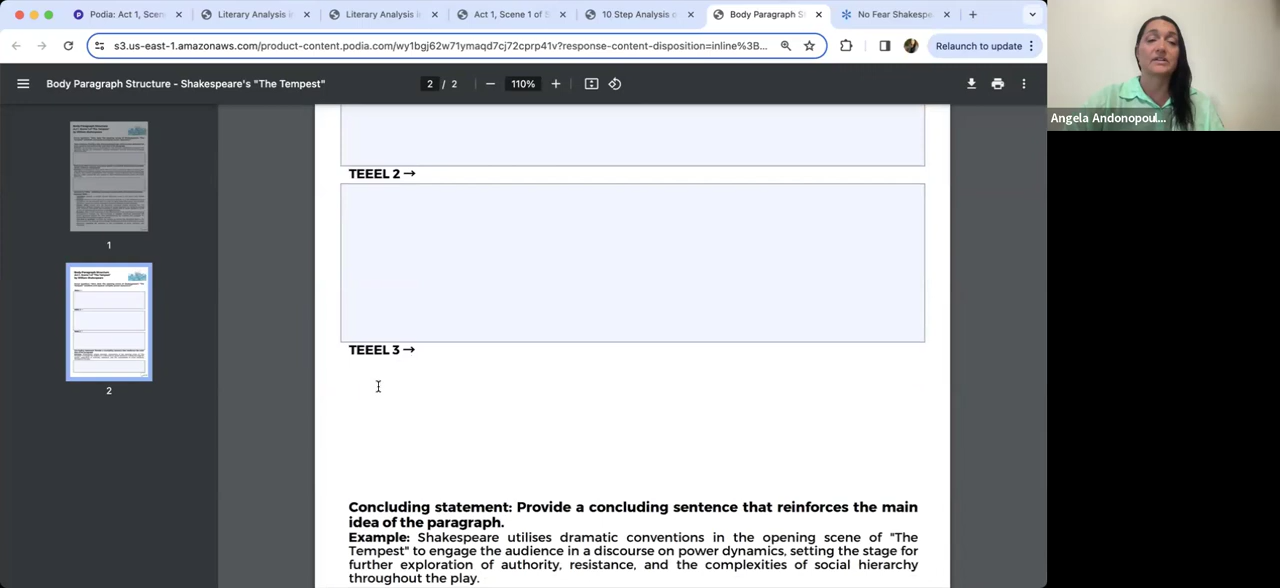 Podia: Act 1, Scen
Literary Analysis i
Literary Analysis i
Act 1, Scene 1 of
10 Step Analysis o
Body Paragraph S
No Fear Shakespe
s3.us-east-1.amazonaws.com/product-content.podia.com/wy1bgj62w71ymaqd7cj72cprp41v?response-content-disposition=inline%3B...
Relaunch to update
Body Paragraph Structure - Shakespeare's "The Tempest"
2 / 2
110%
Angela Andonopoul...
1
2
TEEEL 2 →
TEEEL 3 →
Concluding statement: Provide a concluding sentence that reinforces the main
idea of the paragraph.
Example: Shakespeare utilises dramatic conventions in the opening scene of "The
Tempest" to engage the audience in a discourse on power dynamics, setting the stage for
further exploration of authority, resistance, and the complexities of social hierarchy
throughout the play.